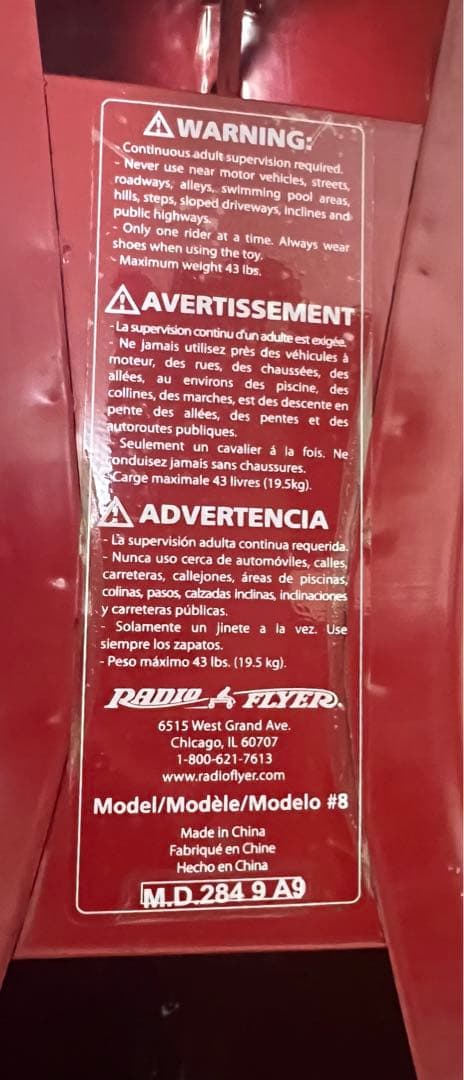 ⚠WARNING:
- Continuous adult supervision required.
- Never use near motor vehicles, streets,
roadways, alleys, swimming pool areas,
hills, steps, sloped driveways, inclines and
public highways.
- Only one rider at a time. Always wear
shoes when using the toy.
- Maximum weight 43 lbs.
⚠AVERTISSEMENT
- La supervision continu d'un adulte est exigée.
- Ne jamais utilisez près des véhicules à
moteur, des rues, des chaussées, des
allées, au environs des piscine, des
collines, des marches, est des descente en
pente des allées, des pentes et des
autoroutes publiques.
- Seulement un cavalier á la fois. Ne
conduisez jamais sans chaussures.
- Carge maximale 43 livres (19.5kg).
⚠ ADVERTENCIA
- La supervisión adulta continua requerida.
- Nunca uso cerca de automóviles, calles,
carreteras, callejones, áreas de piscinas,
colinas, pasos, calzadas inclinas, inclinaciones
y carreteras públicas.
- Solamente un jinete a la vez. Use
siempre los zapatos.
- Peso máximo 43 lbs. (19.5 kg).
RADIO FLYER®
6515 West Grand Ave.
Chicago, IL 60707
1-800-621-7613
www.radioflyer.com
Model/Modèle/Modelo #8
Made in China
Fabriqué en Chine
Hecho en China
M.D.284 9 A9